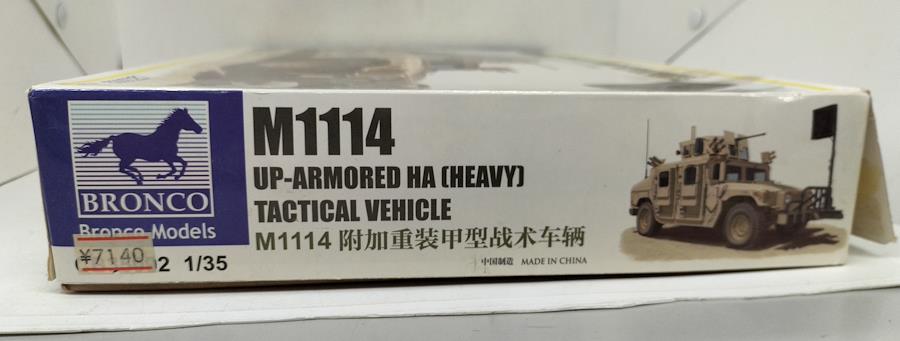 BRONCO
Bronco Models
¥7140
1/35
M1114
UP-ARMORED HA (HEAVY)
TACTICAL VEHICLE
M1114 附加重装甲型战术车辆
中国制造 MADE IN CHINA